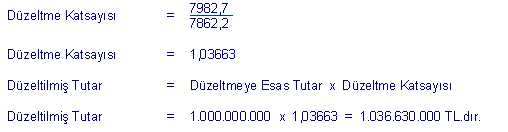 Düzeltme Katsayısı = 7982,7
7862,2
Düzeltme Katsayısı = 1,03663
Düzeltilmiş Tutar = Düzeltmeye Esas Tutar x Düzeltme Katsayısı
Düzeltilmiş Tutar = 1.000.000.000 x 1,03663 = 1.036.630.000 TL.dır.